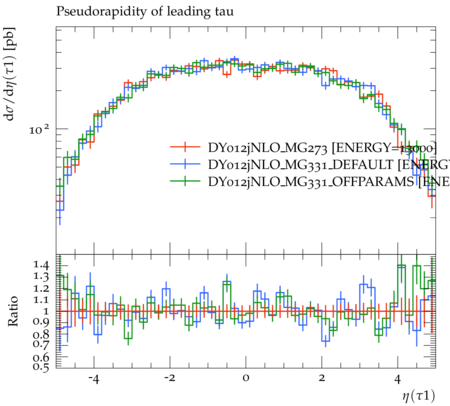 Pseudorapidity of leading tau
dσ/dη(τ1) [pb]
10²
DY012jNLO_MG273 [ENERGY=13000]
DY012jNLO_MG331_DEFAULT [ENERGY
DY012jNLO_MG331_OFFPARAMS [ENE
Ratio
1.4
1.3
1.2
1.1
1
0.9
0.8
0.7
0.6
0.5
-4 -2 0 2 4
η(τ1)